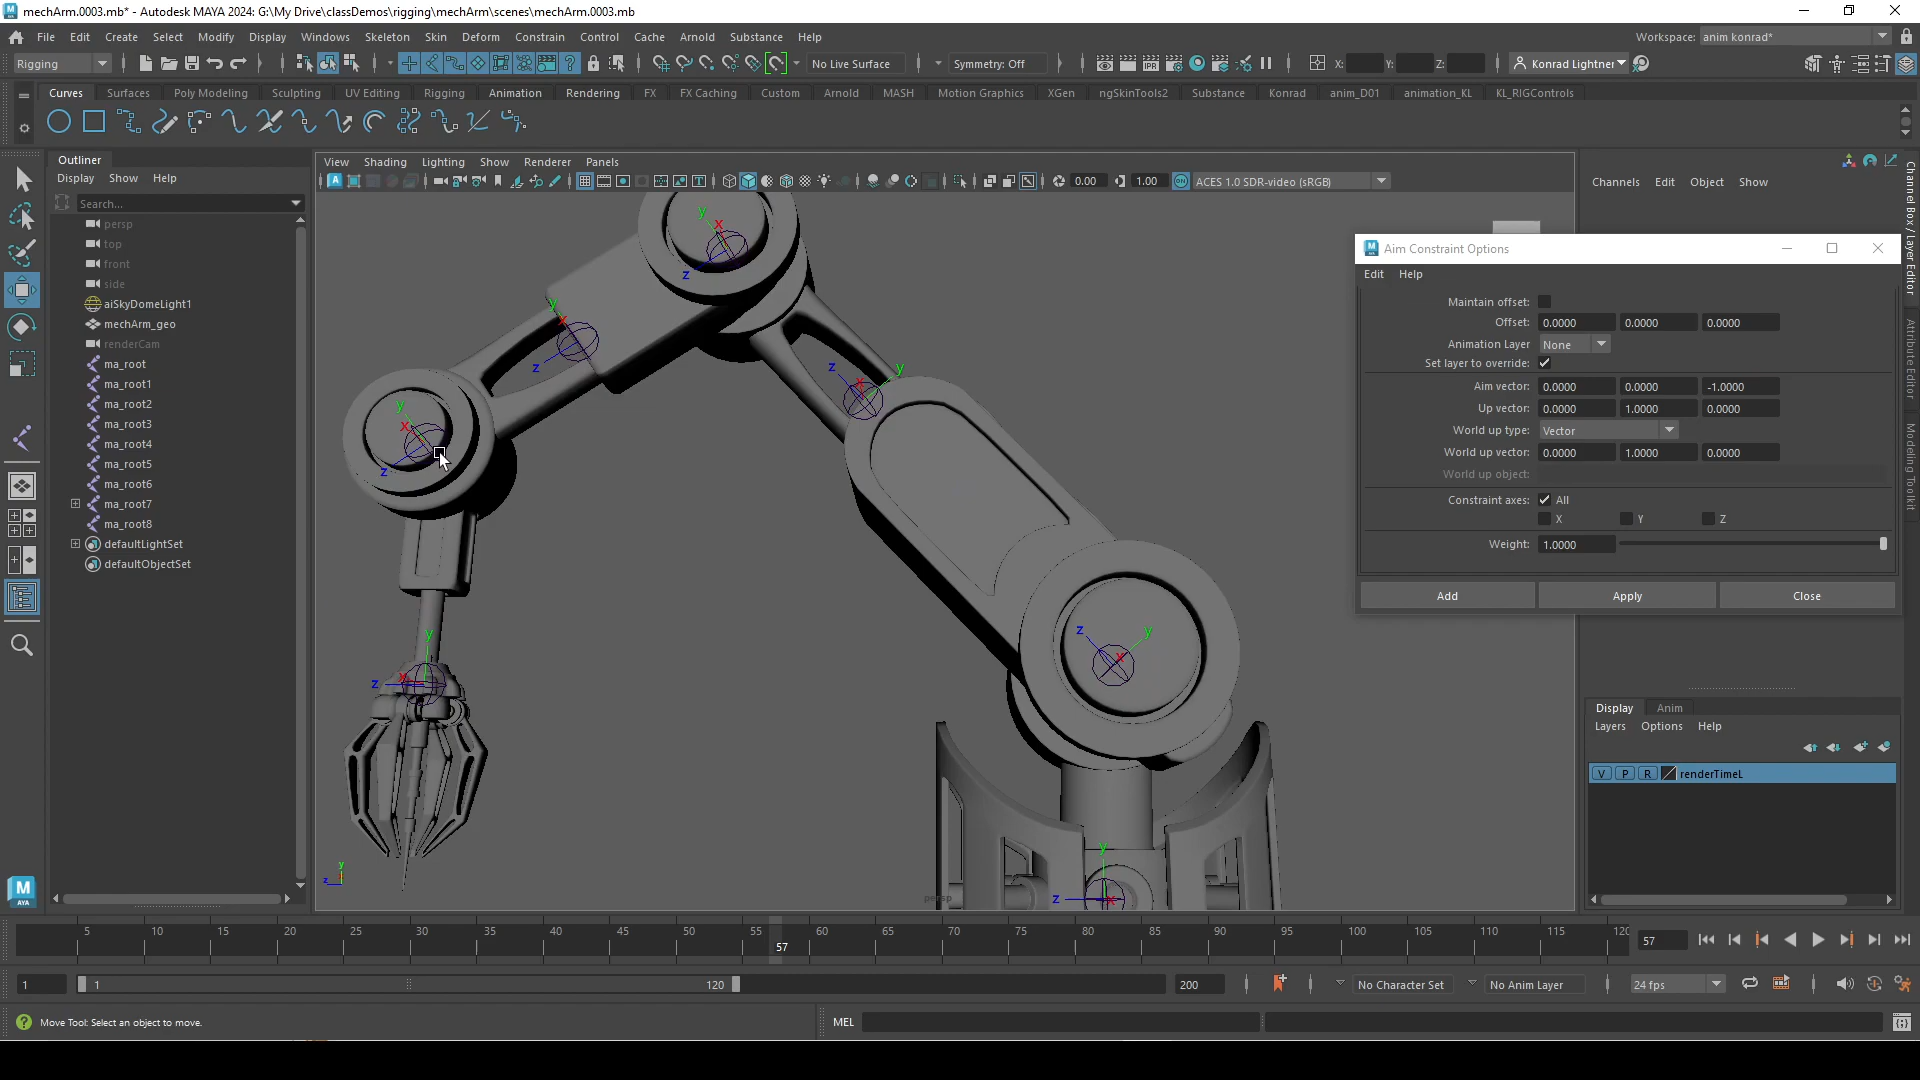 mechArm.0003.mb* - Autodesk MAYA 2024: G:\My Drive\classDemos\rigging\mechArm\scenes\mechArm.0003.mb
File Edit Create Select Modify Display Windows Skeleton Skin Deform Constrain Control Cache Arnold Substance Help
Workspace: anim konrad*
Rigging
No Live Surface
Symmetry: Off
X: Y: Z:
Konrad Lightner
Curves Surfaces Poly Modeling Sculpting UV Editing Rigging Animation Rendering FX FX Caching Custom Arnold MASH Motion Graphics XGen ngSkinTools2 Substance Konrad anim_D01 animation_KL KL_RIGControls
Outliner
Display Show Help
Search...
persp
top
front
side
aiSkyDomeLight1
mechArm_geo
renderCam
ma_root
ma_root1
ma_root2
ma_root3
ma_root4
ma_root5
ma_root6
ma_root7
ma_root8
defaultLightSet
defaultObjectSet
View Shading Lighting Show Renderer Panels
0.00 1.00 ACES 1.0 SDR-video (sRGB)
y x z
y x z
y x z
y x z
y x z
y x z
y x z
y z
persp
Channels Edit Object Show
Channel Box / Layer Editor
Attribute Editor
Modeling Toolkit
Aim Constraint Options
Edit Help
Maintain offset:
Offset: 0.0000 0.0000 0.0000
Animation Layer None
Set layer to override:
Aim vector: 0.0000 0.0000 -1.0000
Up vector: 0.0000 1.0000 0.0000
World up type: Vector
World up vector: 0.0000 1.0000 0.0000
World up object:
Constraint axes: All
X Y Z
Weight: 1.0000
Add Apply Close
Display Anim
Layers Options Help
V P R renderTimeL
5 10 15 20 25 30 35 40 45 50 55 60 65 70 75 80 85 90 95 100 105 110 115 120
57
57
1 1 120 200
No Character Set
No Anim Layer
24 fps
Move Tool: Select an object to move.
MEL
AYA